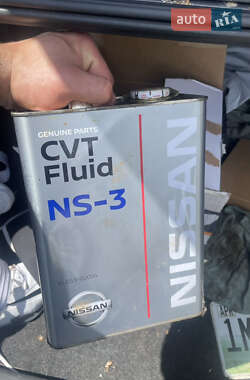 auto RIA
GENUINE PARTS
CVT
Fluid
NS-3
NISSAN
NISSAN